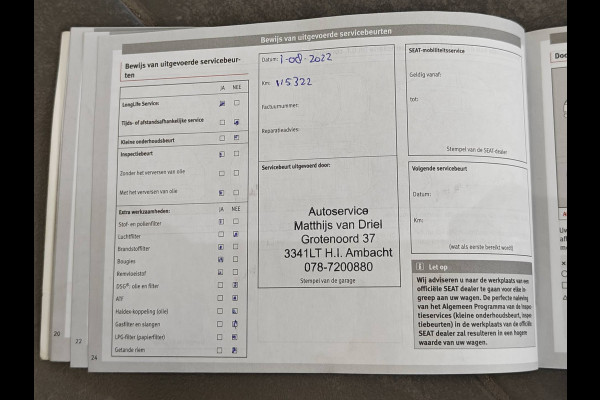 Bewijs van uitgevoerde servicebeurten
Bewijs van uitgevoerde servicebeur-
ten
JA NEE
LongLife Service:
Tijds- of afstandsafhankelijke service
Kleine onderhoudsbeurt
Inspectiebeurt
Zonder het verversen van olie
Met het verversen van olie
Extra werkzaamheden: JA NEE
Stof- en pollenfilter
Luchtfilter
Brandstoffilter
Bougies
Remvloeistof
DSG®: olie en filter
ATF
Haldex-koppeling (olie)
Gasfilter en slangen
LPG-filter (papierfilter)
Getande riem
Datum: 1-08-2022
Km: 115322
Factuurnummer:
Reparatieadvies:
Servicebeurt uitgevoerd door:
Autoservice
Matthijs van Driel
Grotenoord 37
3341LT H.I. Ambacht
078-7200880
Stempel van de garage
SEAT-mobiliteitsservice
Geldig vanaf:
tot:
Stempel van de SEAT-dealer
Volgende servicebeurt
Datum:
Km:
(wat als eerste bereikt wordt)
Let op
Wij adviseren u naar de werkplaats van een
officiële SEAT dealer te gaan voor elke in-
greep aan uw wagen. De perfecte naleving
van het Algemeen Programma van de Inspec-
tieservices (kleine onderhoudsbeurt, inspec-
tiebeurten) in de werkplaats van de officiële
SEAT dealer zal resulteren in een hogere
waarde van uw wagen.
20
22
24